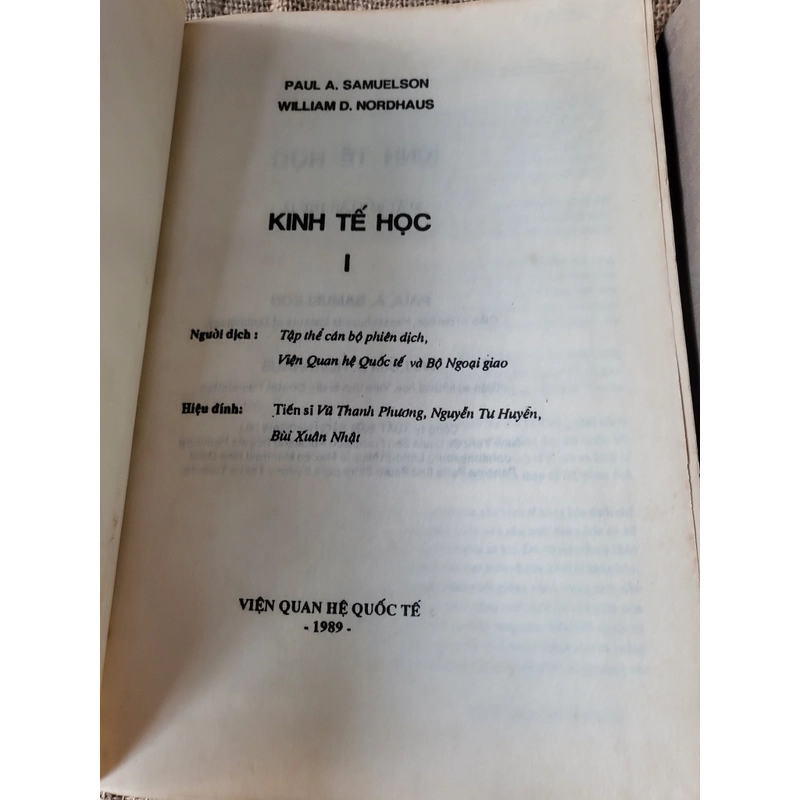 PAUL A. SAMUELSON
WILLIAM D. NORDHAUS
KINH TẾ HỌC
I
Người dịch : Tập thể cán bộ phiên dịch,
Viện Quan hệ Quốc tế và Bộ Ngoại giao
Hiệu đính: Tiến sĩ Vũ Thanh Phương, Nguyễn Tư Huyến,
Bùi Xuân Nhật
VIỆN QUAN HỆ QUỐC TẾ
- 1989 -